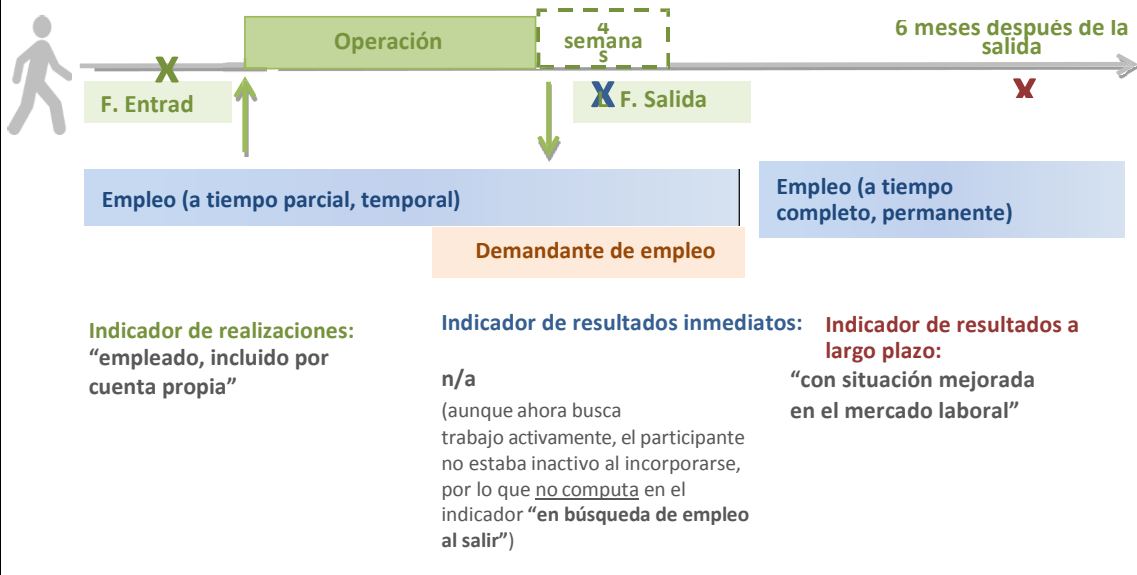 Operación
4
semana
s
6 meses después de la
salida
X
X
X
F. Entrad
F. Salida
Empleo (a tiempo parcial, temporal)
Empleo (a tiempo
completo, permanente)
Demandante de empleo
Indicador de realizaciones:
“empleado, incluido por
cuenta propia”
Indicador de resultados inmediatos:
n/a
(aunque ahora busca
trabajo activamente, el participante
no estaba inactivo al incorporarse,
por lo que no computa en el
indicador “en búsqueda de empleo
al salir”)
Indicador de resultados a
largo plazo:
“con situación mejorada
en el mercado laboral”